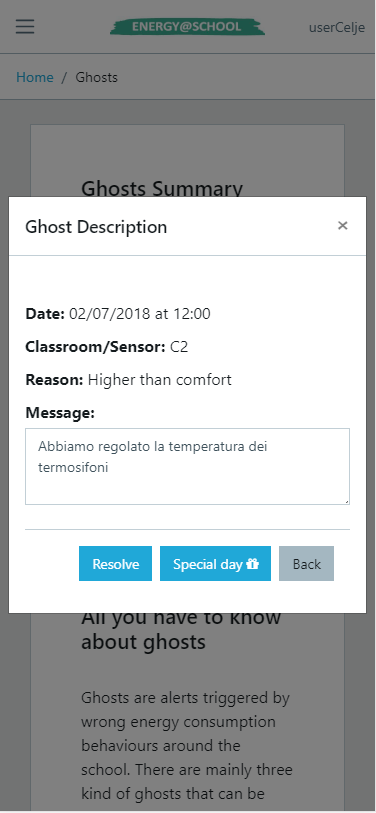 ENERGY@SCHOOL
userCelje
Home / Ghosts
Ghosts Summary
Ghost Description
×
Date: 02/07/2018 at 12:00
Classroom/Sensor: C2
Reason: Higher than comfort
Message:
Abbiamo regolato la temperatura dei
termosifoni
Resolve
Special day
Back
All you have to know
about ghosts
Ghosts are alerts triggered by
wrong energy consumption
behaviours around the
school. There are mainly three
kind of ghosts that can be